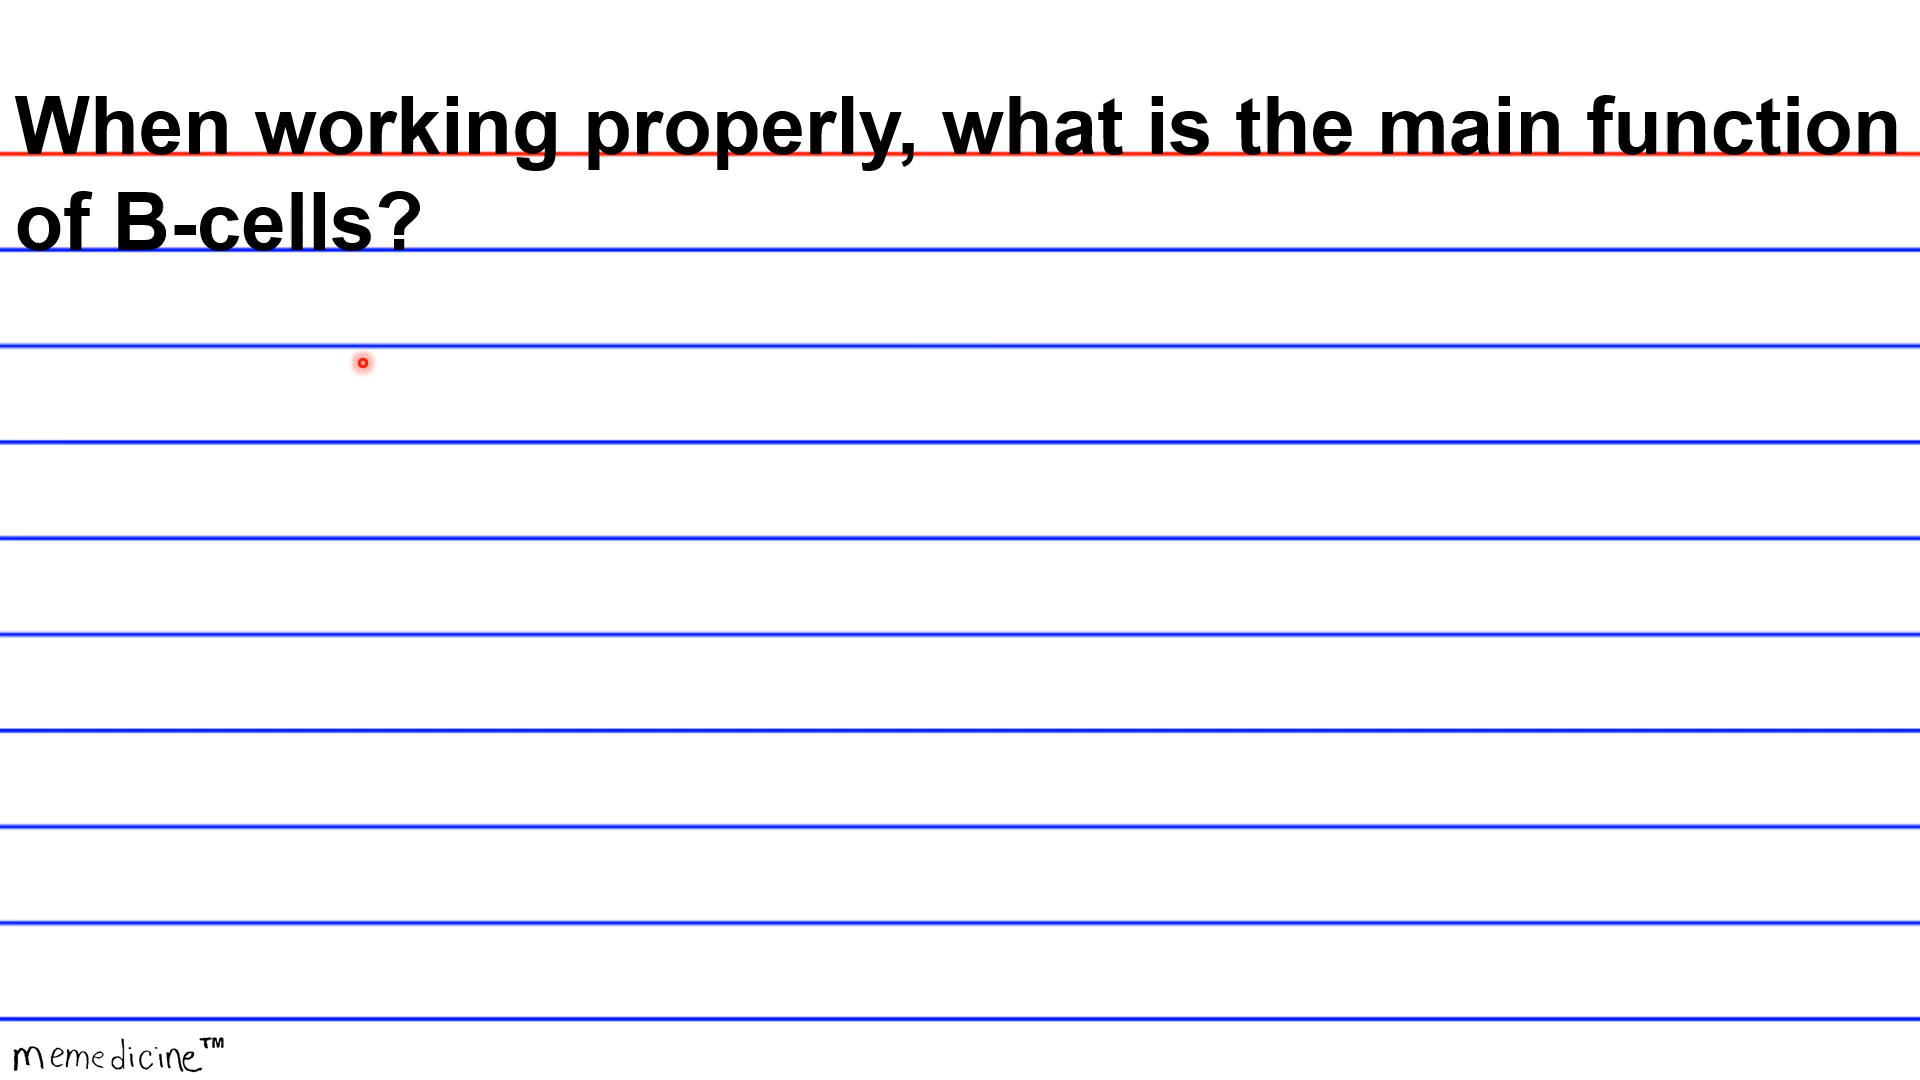 When working properly, what is the main function
of B-cells?
memedicine™